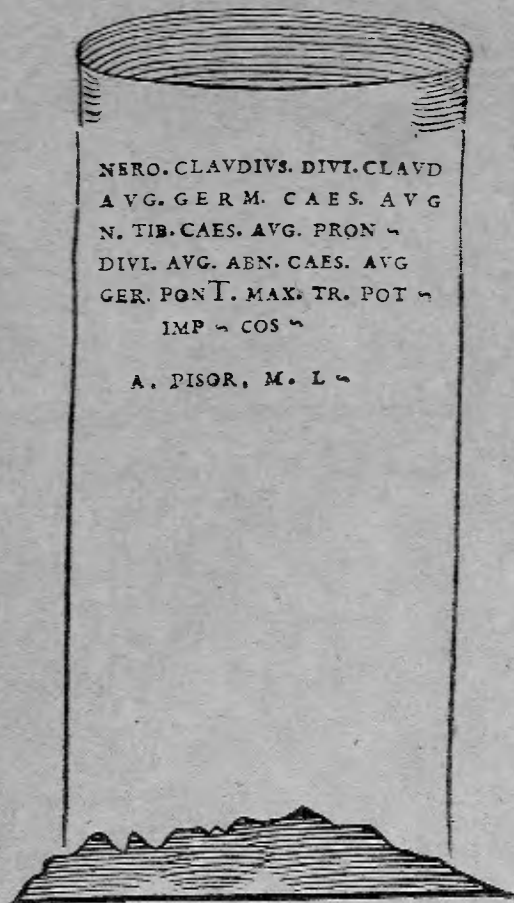 NERO. CLAVDIVS. DIVI. CLAVD
AVG. GERM. CAES. AVG
N. TIB. CAES. AVG. PRON ~
DIVI. AVG. ABN. CAES. AVG
GER. PONT. MAX. TR. POT ~
IMP ~ COS ~
A. PISOR, M. L ~